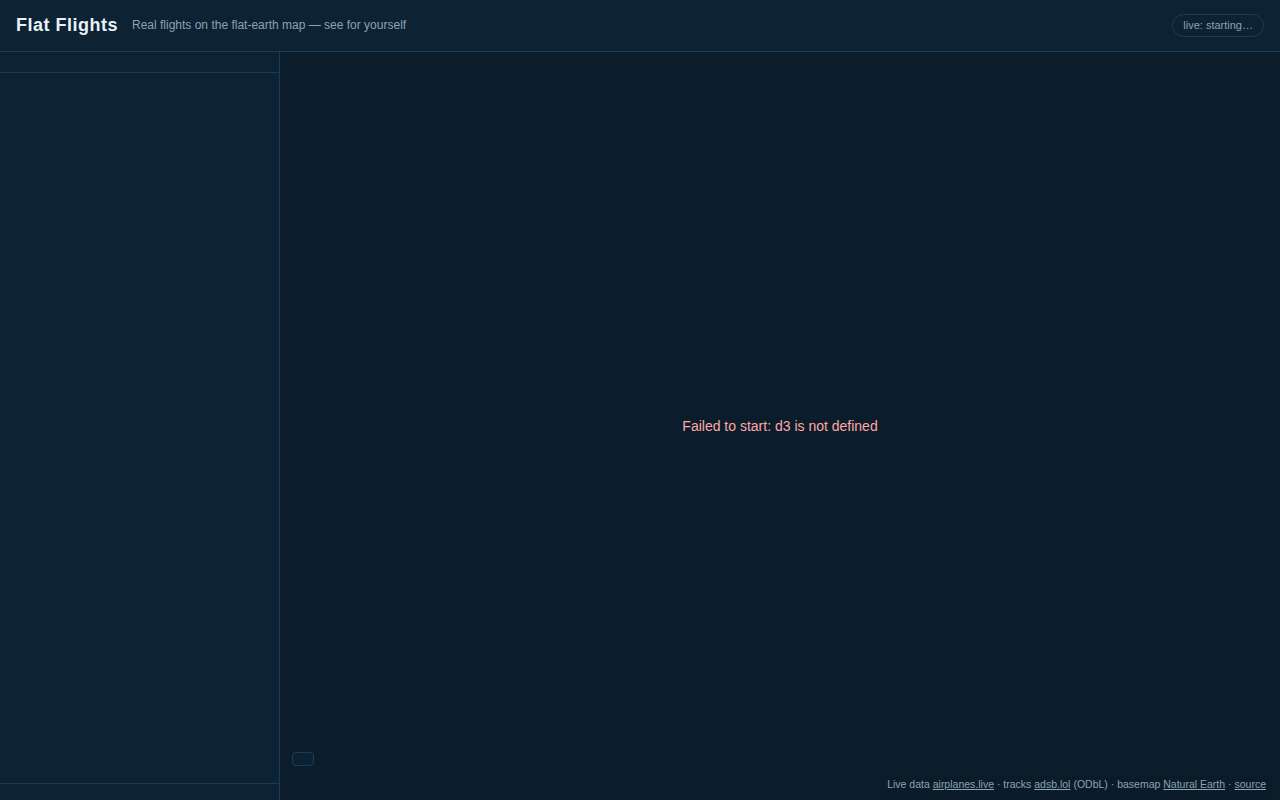 Flat Flights
Real flights on the flat-earth map — see for yourself
live: starting…
Failed to start: d3 is not defined
Live data airplanes.live · tracks adsb.lol (ODbL) · basemap Natural Earth · source